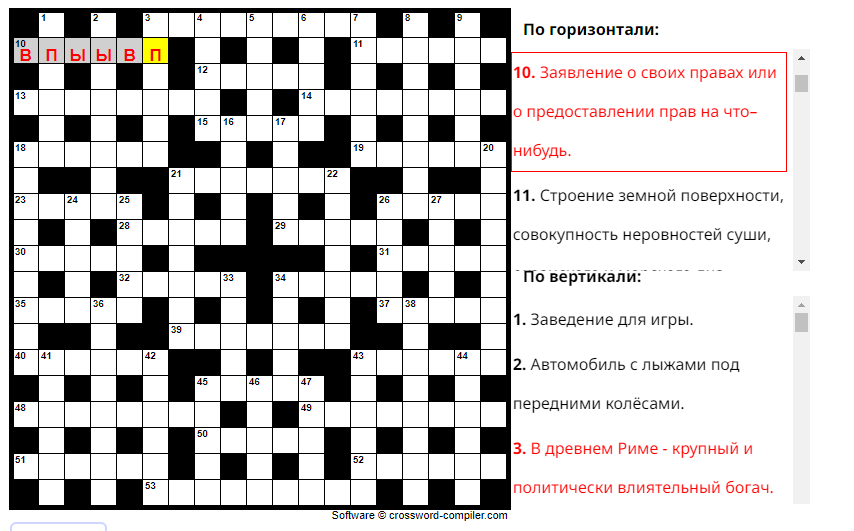 1 2 3 4 5 6 7 8 9
10 В П Ы Ы В П 11
12
13 14
15 16 17
18 19 20
21 22
23 24 25 26 27
28 29
30 31
32 33 34
35 36 37 38
39
40 41 42 43 44
45 46 47
48 49
50
51 52
53
Software © crossword-compiler.com
По горизонтали:
10. Заявление о своих правах или
о предоставлении прав на что–
нибудь.
11. Строение земной поверхности,
совокупность неровностей суши,
По вертикали:
1. Заведение для игры.
2. Автомобиль с лыжами под
передними колёсами.
3. В древнем Риме - крупный и
политически влиятельный богач.